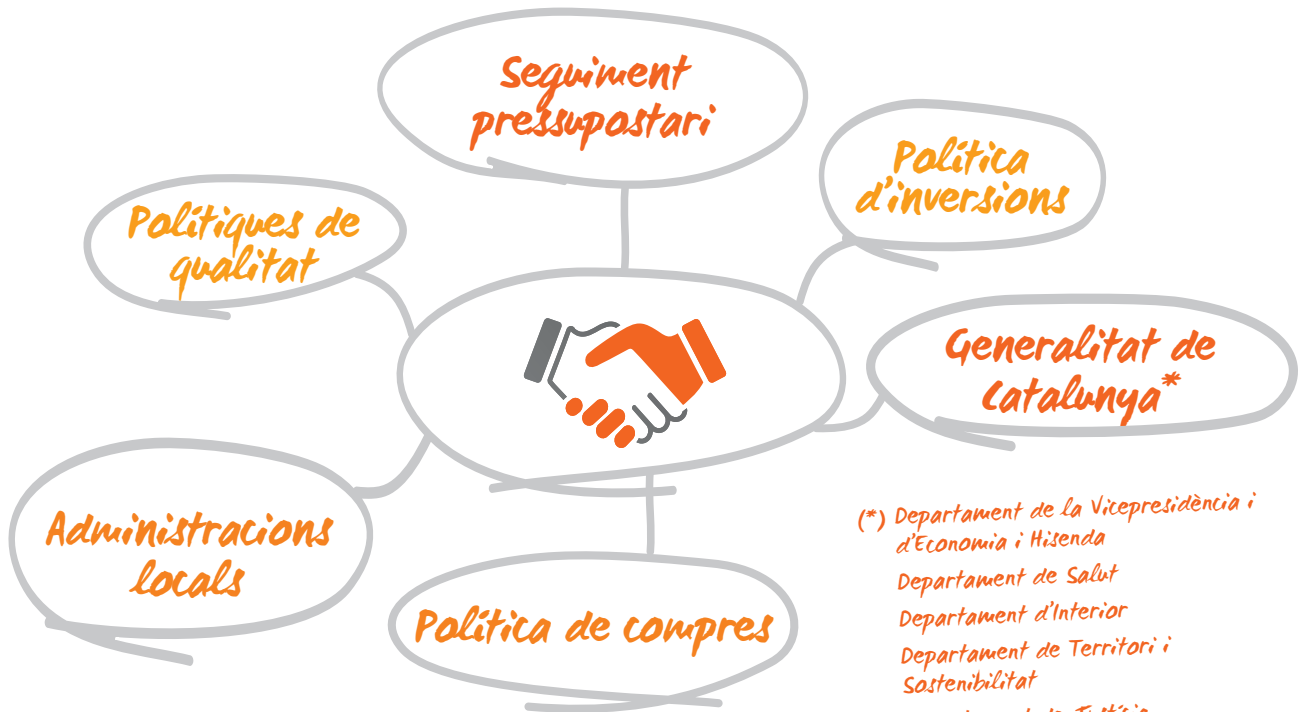 Seguiment
pressupostari
Política
d'inversions
Polítiques de
qualitat
Generalitat de
Catalunya*
Administracions
locals
Política de compres
(*) Departament de la Vicepresidència i
d'Economia i Hisenda
Departament de Salut
Departament d'Interior
Departament de Territori i
Sostenibilitat